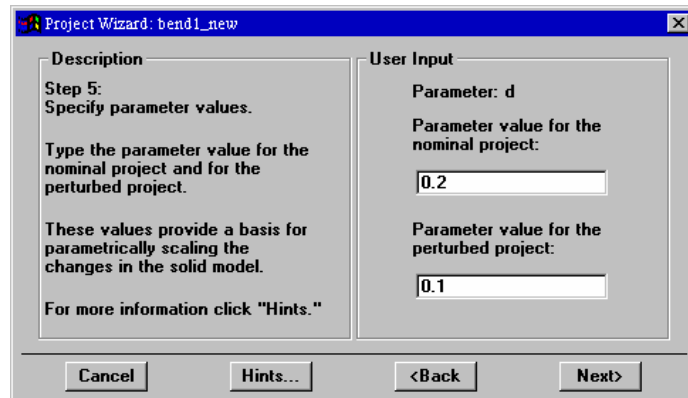 Project Wizard: bend1_new
Description
Step 5:
Specify parameter values.
Type the parameter value for the
nominal project and for the
perturbed project.
These values provide a basis for
parametrically scaling the
changes in the solid model.
For more information click "Hints."
User Input
Parameter: d
Parameter value for the
nominal project:
0.2
Parameter value for the
perturbed project:
0.1
Cancel
Hints...
<Back
Next>